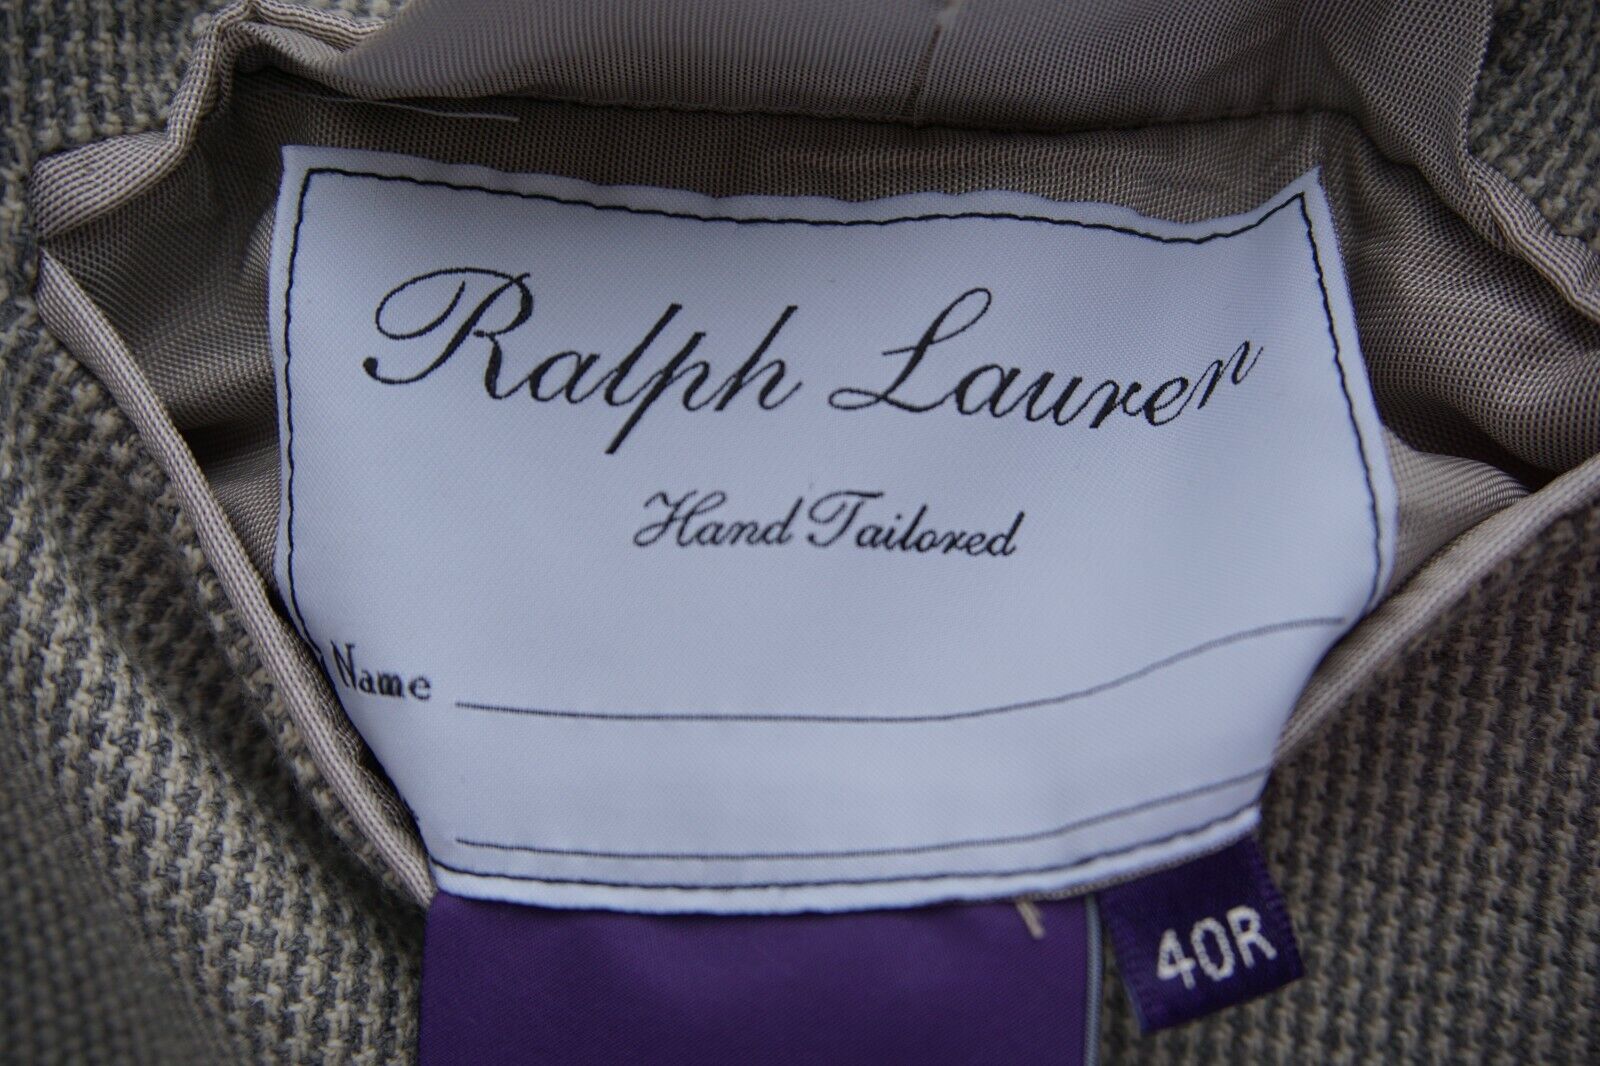 Ralph Lauren
Hand Tailored
Name
40R